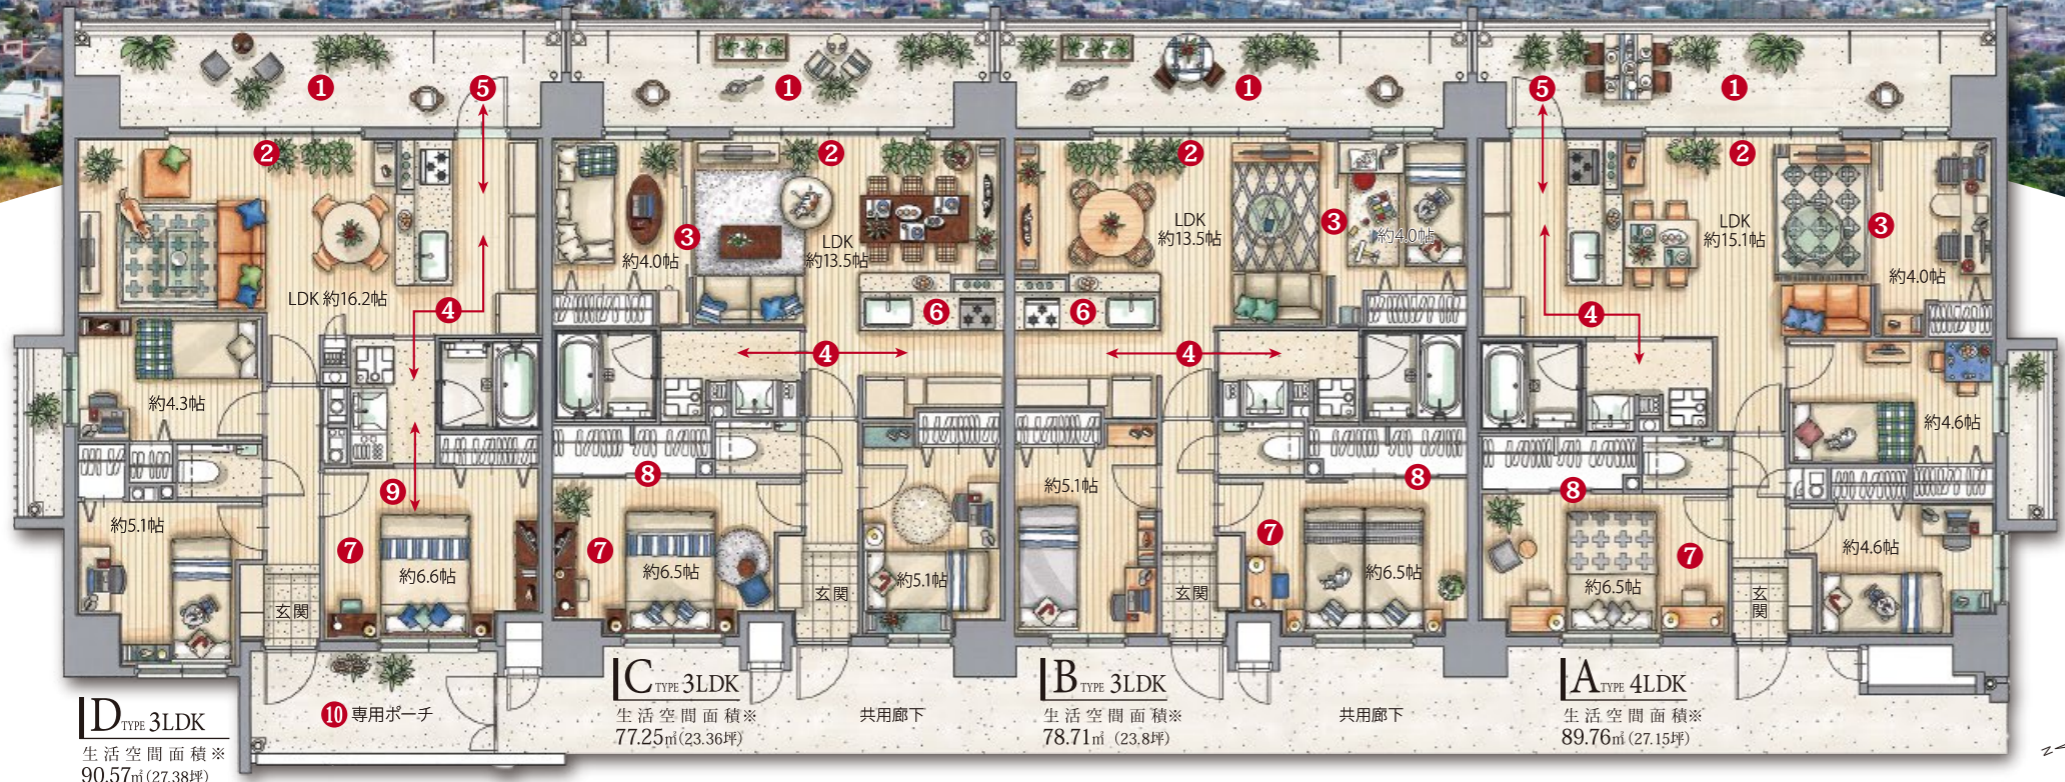 ❶
❶
❶
❶
❺
❺
❷
❷
❷
❷
❸
約4.0帖
LDK
約13.5帖
LDK
約13.5帖
❸
約4.0帖
LDK
約15.1帖
❸
約4.0帖
LDK 約16.2帖
❹
❻
❻
❹
❹
❹
約4.3帖
約4.6帖
❾
❽
約5.1帖
❽
❽
約5.1帖
❼
約6.6帖
❼
約6.5帖
約5.1帖
❼
約6.5帖
約6.5帖
❼
約4.6帖
玄関
玄関
玄関
玄
関
❿ 専用ポーチ
D TYPE 3LDK
生活空間面積※
90.57㎡(27.38坪)
C TYPE 3LDK
生活空間面積※
77.25㎡(23.36坪)
共用廊下
B TYPE 3LDK
生活空間面積※
78.71㎡ (23.8坪)
共用廊下
A TYPE 4LDK
生活空間面積※
89.76㎡(27.15坪)
N